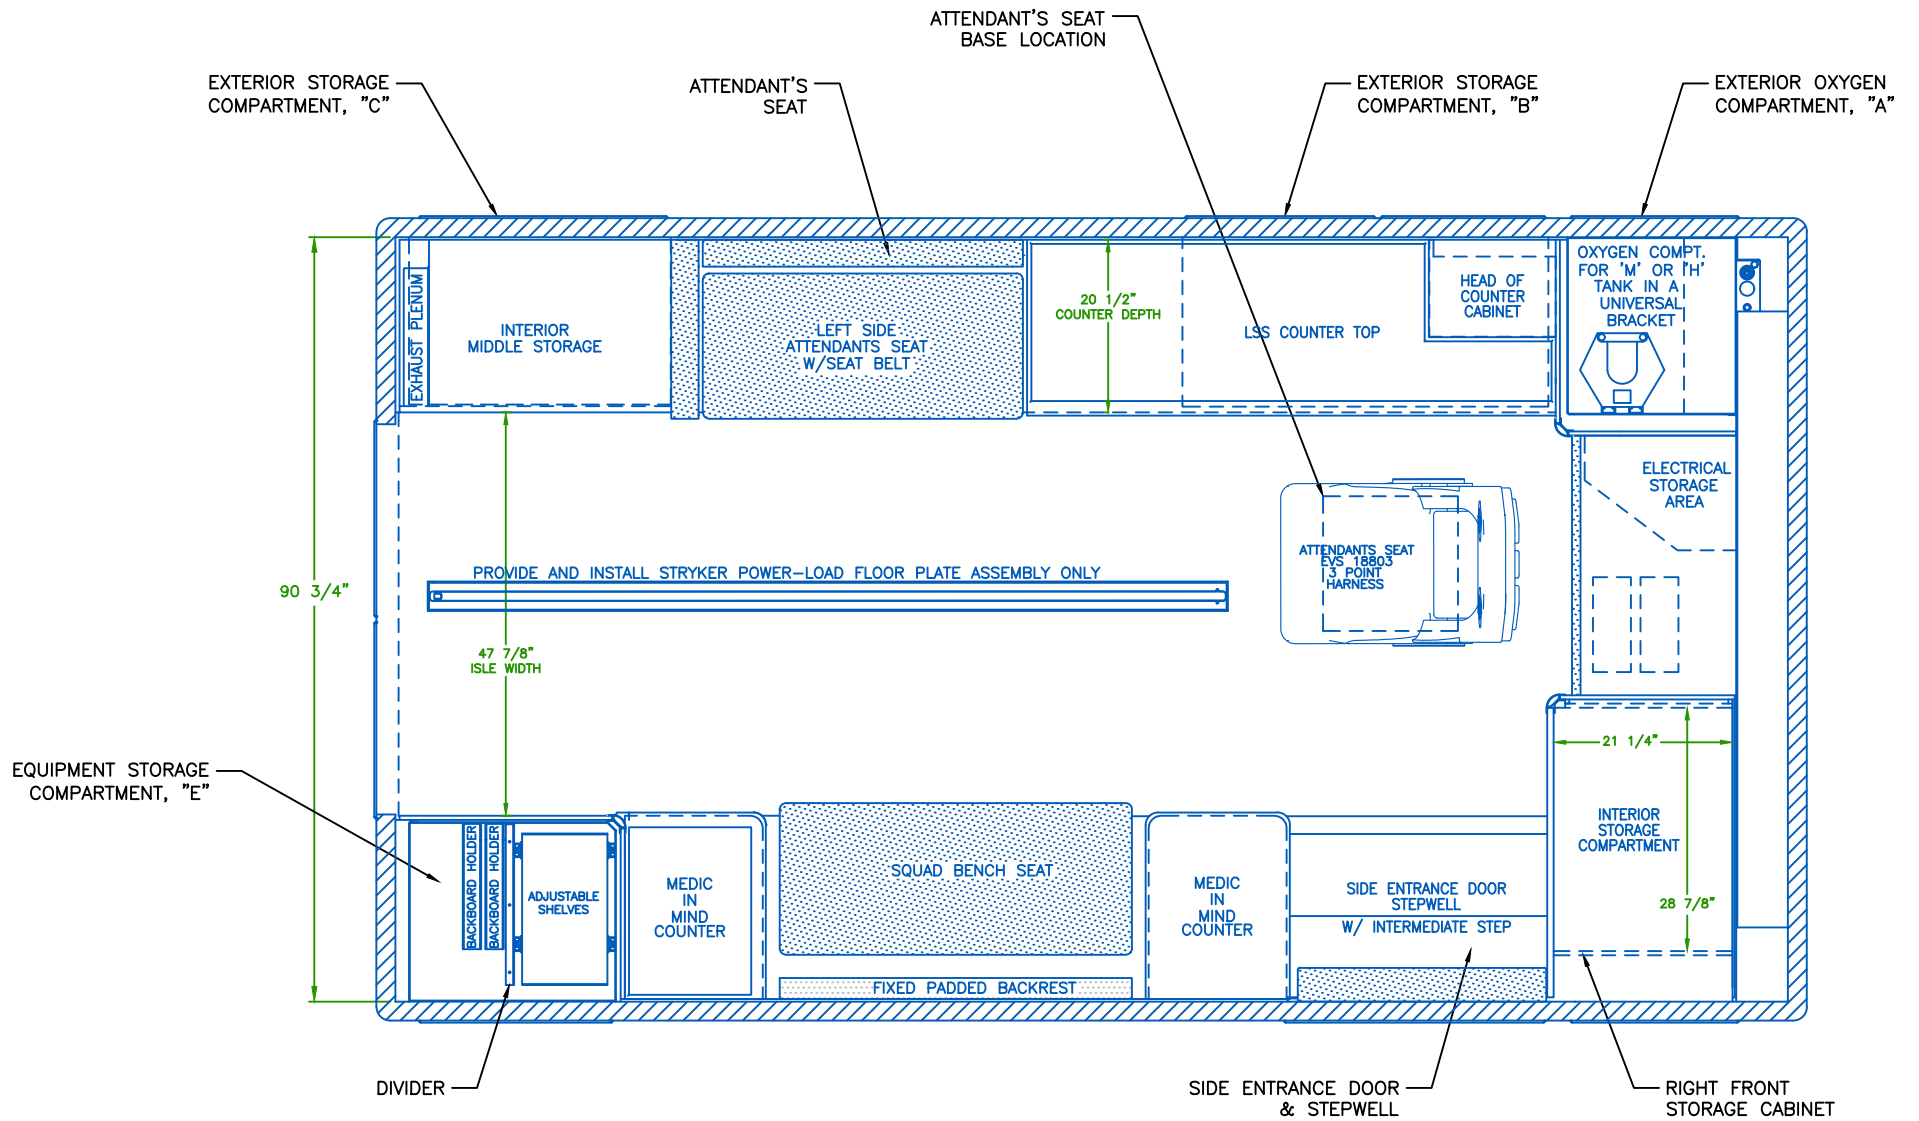 ATTENDANT'S SEAT
BASE LOCATION
EXTERIOR STORAGE
COMPARTMENT, "C"
ATTENDANT'S
SEAT
EXTERIOR STORAGE
COMPARTMENT, "B"
EXTERIOR OXYGEN
COMPARTMENT, "A"
EXHAUST PLENUM
INTERIOR
MIDDLE STORAGE
LEFT SIDE
ATTENDANTS SEAT
W/SEAT BELT
20 1/2"
COUNTER DEPTH
LSS COUNTER TOP
HEAD OF
COUNTER
CABINET
OXYGEN COMPT.
FOR 'M' OR 'H'
TANK IN A
UNIVERSAL
BRACKET
ELECTRICAL
STORAGE
AREA
ATTENDANTS SEAT
EVS 18803
3 POINT
HARNESS
PROVIDE AND INSTALL STRYKER POWER-LOAD FLOOR PLATE ASSEMBLY ONLY
90 3/4"
47 7/8"
ISLE WIDTH
21 1/4"
EQUIPMENT STORAGE
COMPARTMENT, "E"
BACKBOARD HOLDER
BACKBOARD HOLDER
ADJUSTABLE
SHELVES
MEDIC
IN
MIND
COUNTER
SQUAD BENCH SEAT
FIXED PADDED BACKREST
MEDIC
IN
MIND
COUNTER
SIDE ENTRANCE DOOR
STEPWELL
W/ INTERMEDIATE STEP
INTERIOR
STORAGE
COMPARTMENT
28 7/8"
DIVIDER
SIDE ENTRANCE DOOR
& STEPWELL
RIGHT FRONT
STORAGE CABINET